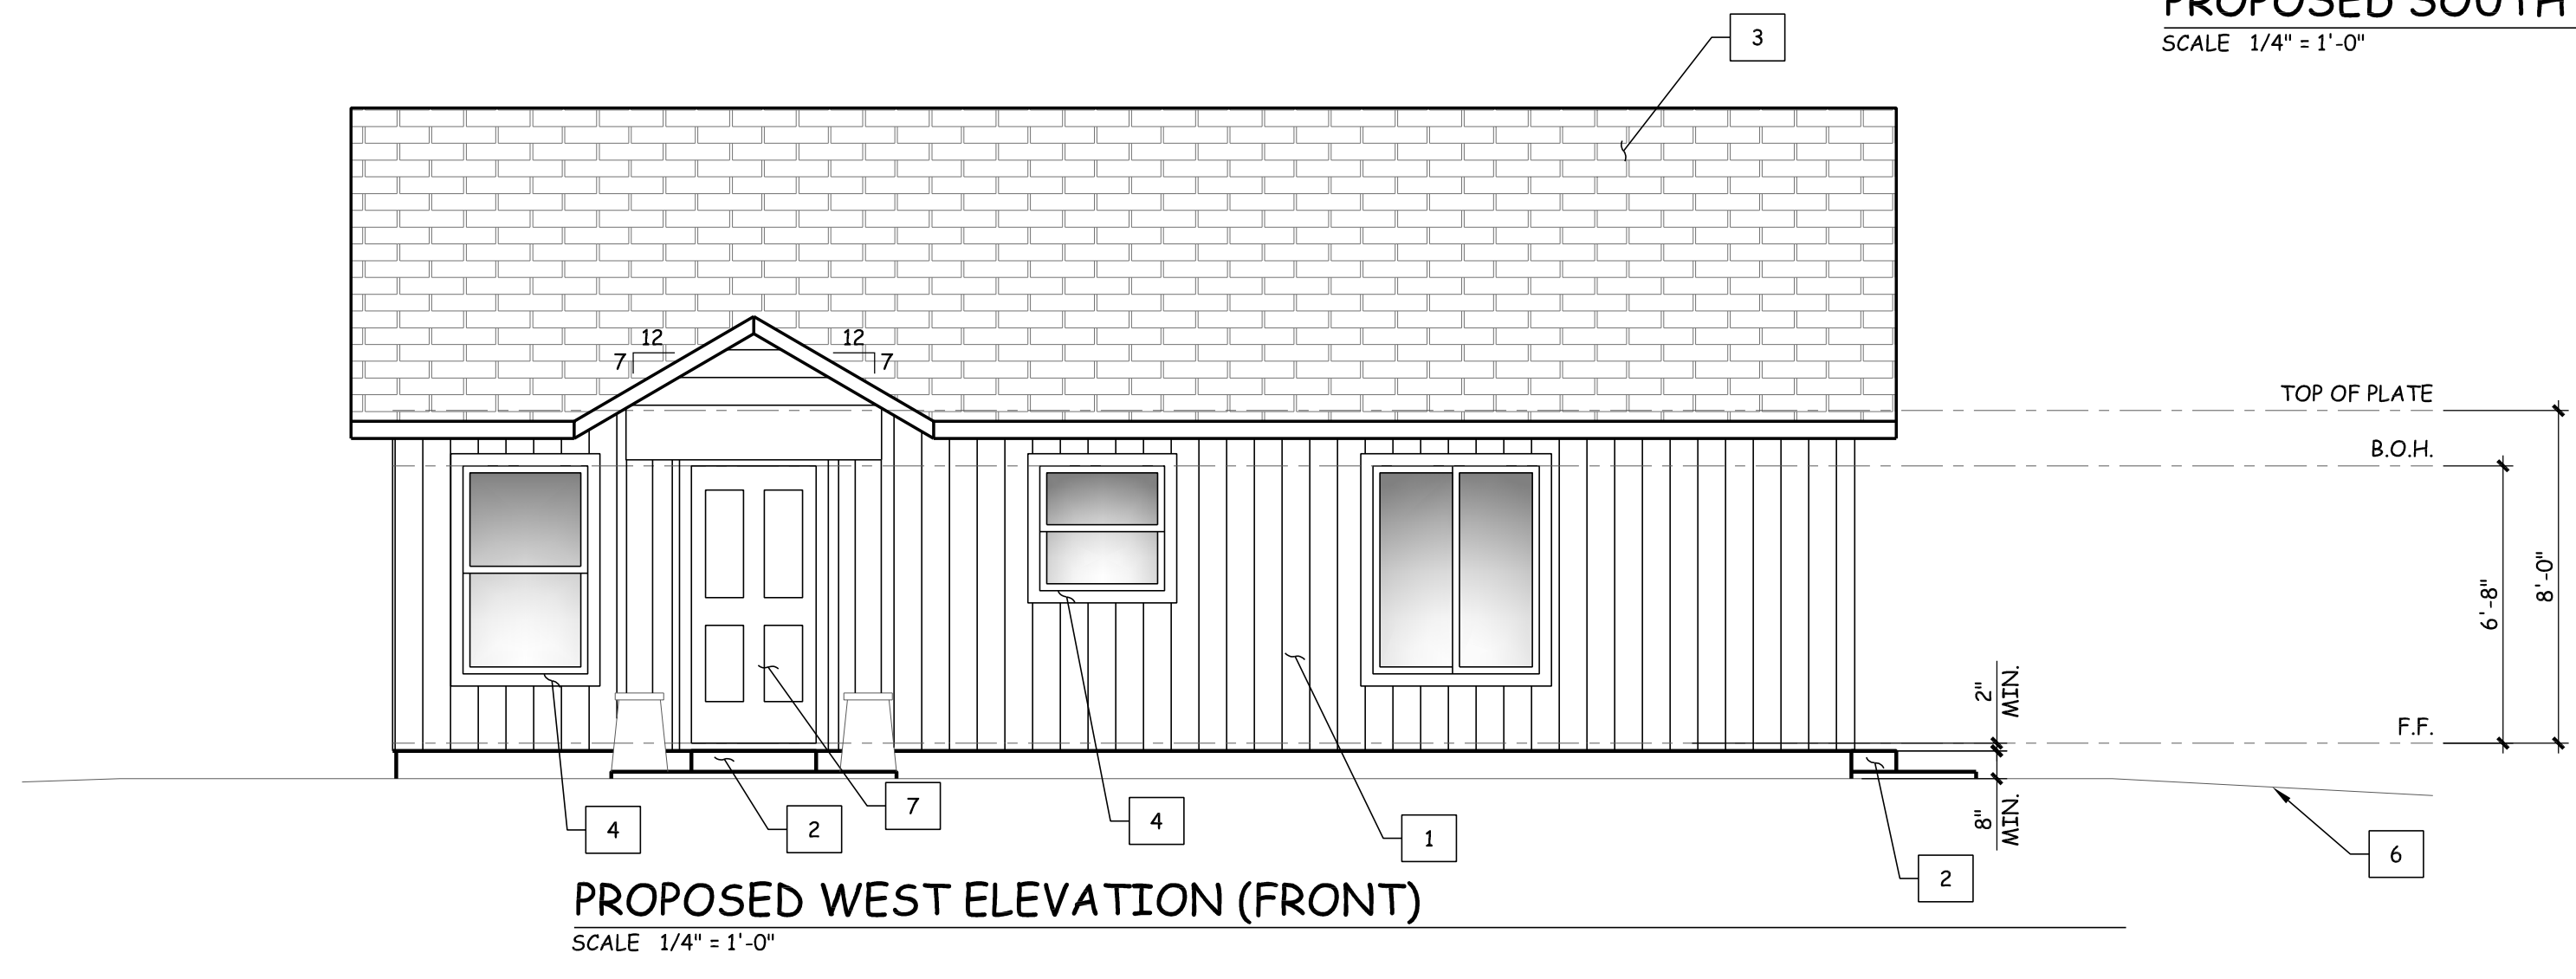 PROPOSED SOUTH
SCALE 1/4" = 1'-0"
3
12
7
12
7
TOP OF PLATE
B.O.H.
6'-8"
8'-0"
2"
MIN.
F.F.
8"
MIN.
4
2
7
4
1
2
6
PROPOSED WEST ELEVATION (FRONT)
SCALE 1/4" = 1'-0"